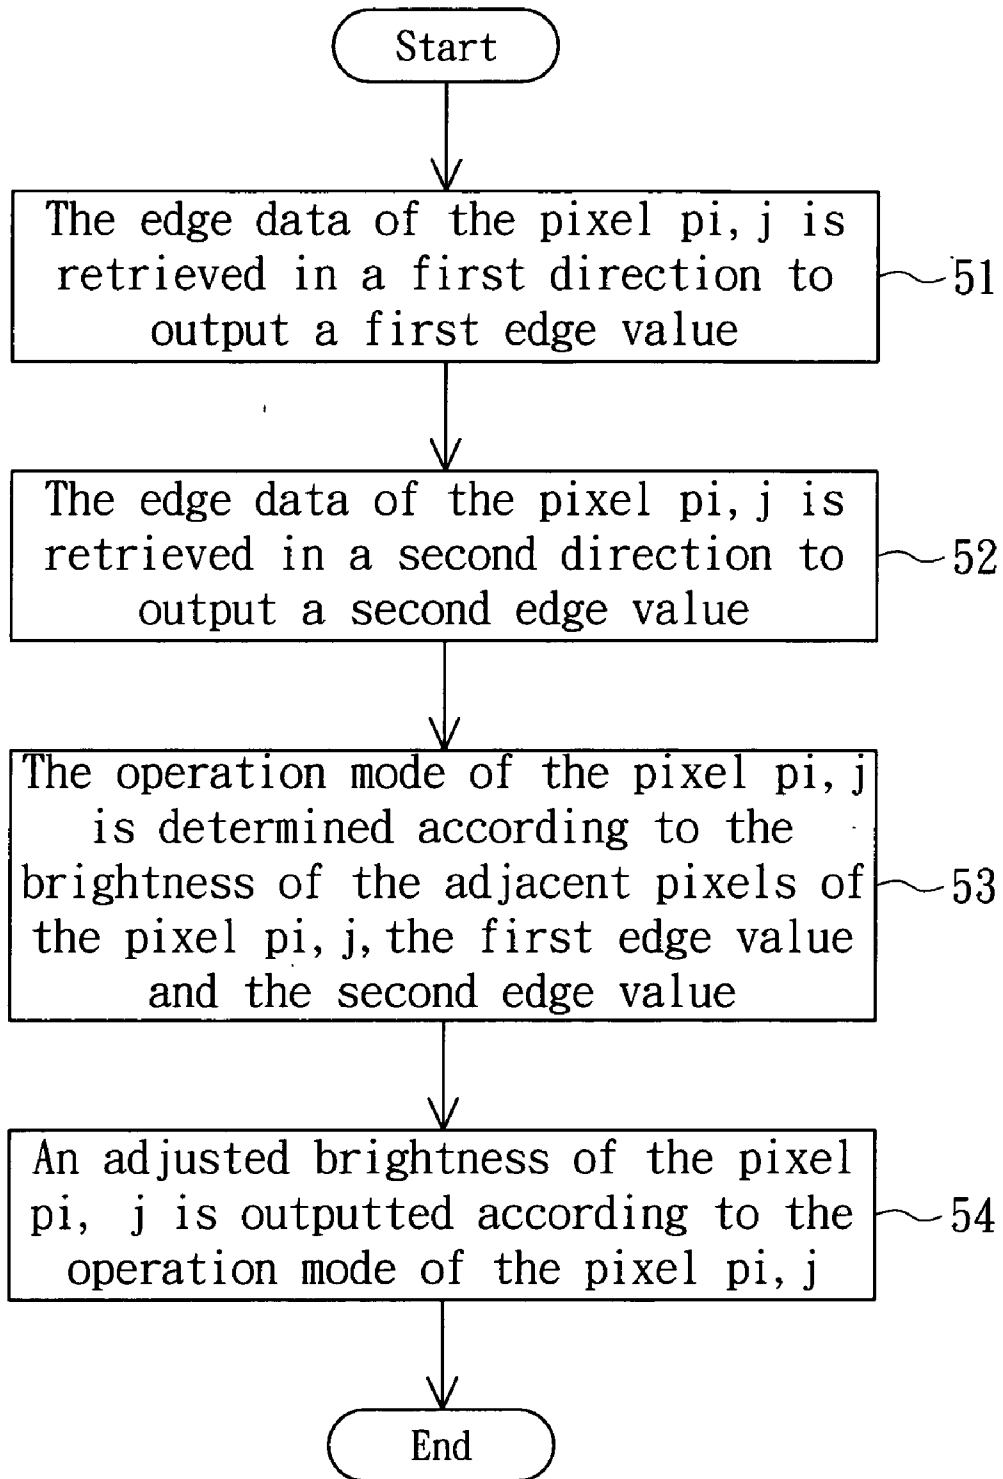 Start
The edge data of the pixel pi,j is
retrieved in a first direction to
output a first edge value
51
The edge data of the pixel pi,j is
retrieved in a second direction to
output a second edge value
52
The operation mode of the pixel pi,j
is determined according to the
brightness of the adjacent pixels of
the pixel pi,j,the first edge value
and the second edge value
53
An adjusted brightness of the pixel
pi, j is outputted according to the
operation mode of the pixel pi,j
54
End